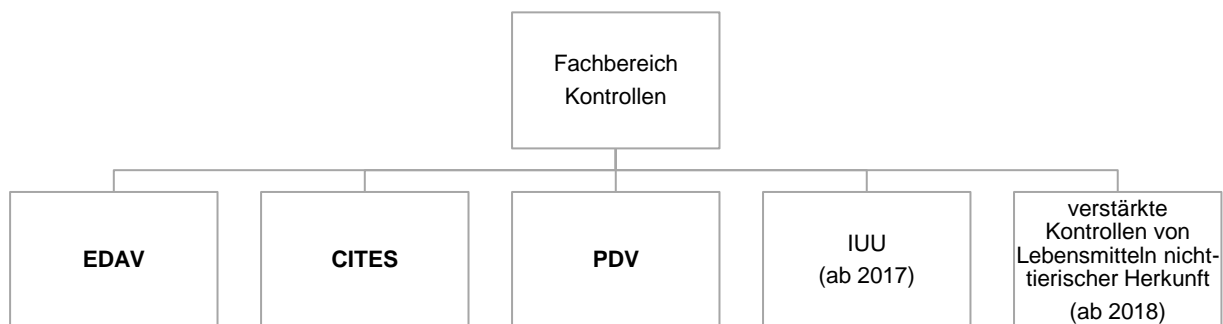 Fachbereich
Kontrollen
EDAV
CITES
PDV
IUU
(ab 2017)
verstärkte
Kontrollen von
Lebensmitteln nicht-
tierischer Herkunft
(ab 2018)